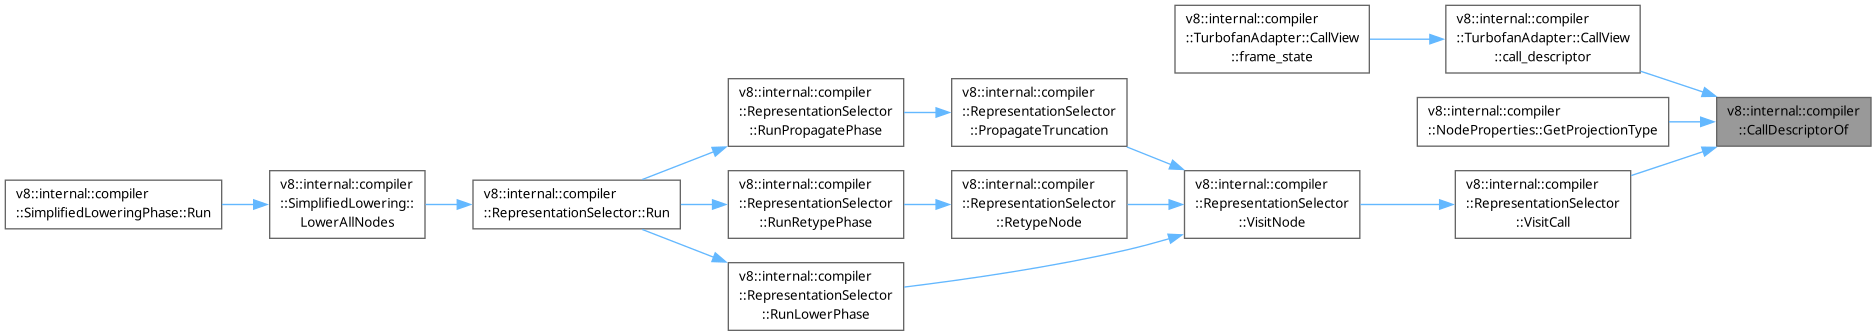 v8::internal::compiler
::TurbofanAdapter::CallView
::frame_state
v8::internal::compiler
::TurbofanAdapter::CallView
::call_descriptor
v8::internal::compiler
::RepresentationSelector
::RunPropagatePhase
v8::internal::compiler
::RepresentationSelector
::PropagateTruncation
v8::internal::compiler
::NodeProperties::GetProjectionType
v8::internal::compiler
::CallDescriptorOf
v8::internal::compiler
::SimplifiedLoweringPhase::Run
v8::internal::compiler
::SimplifiedLowering::
LowerAllNodes
v8::internal::compiler
::RepresentationSelector::Run
v8::internal::compiler
::RepresentationSelector
::RunRetypePhase
v8::internal::compiler
::RepresentationSelector
::RetypeNode
v8::internal::compiler
::RepresentationSelector
::VisitNode
v8::internal::compiler
::RepresentationSelector
::VisitCall
v8::internal::compiler
::RepresentationSelector
::RunLowerPhase